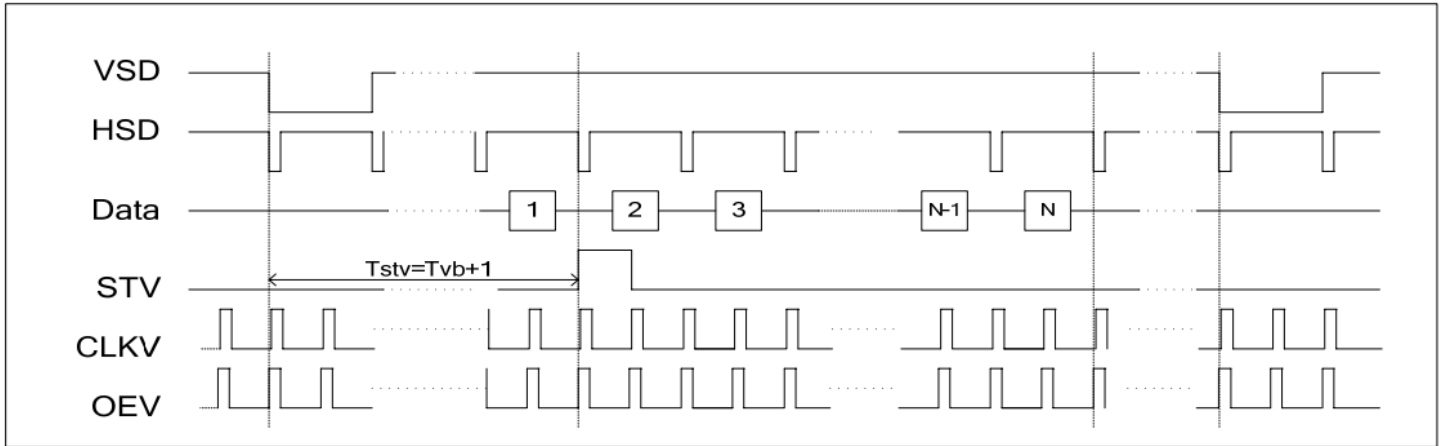 VSD
HSD
Data
1
2
3
N-1
N
Tstv=Tvb+1
STV
CLKV
OEV